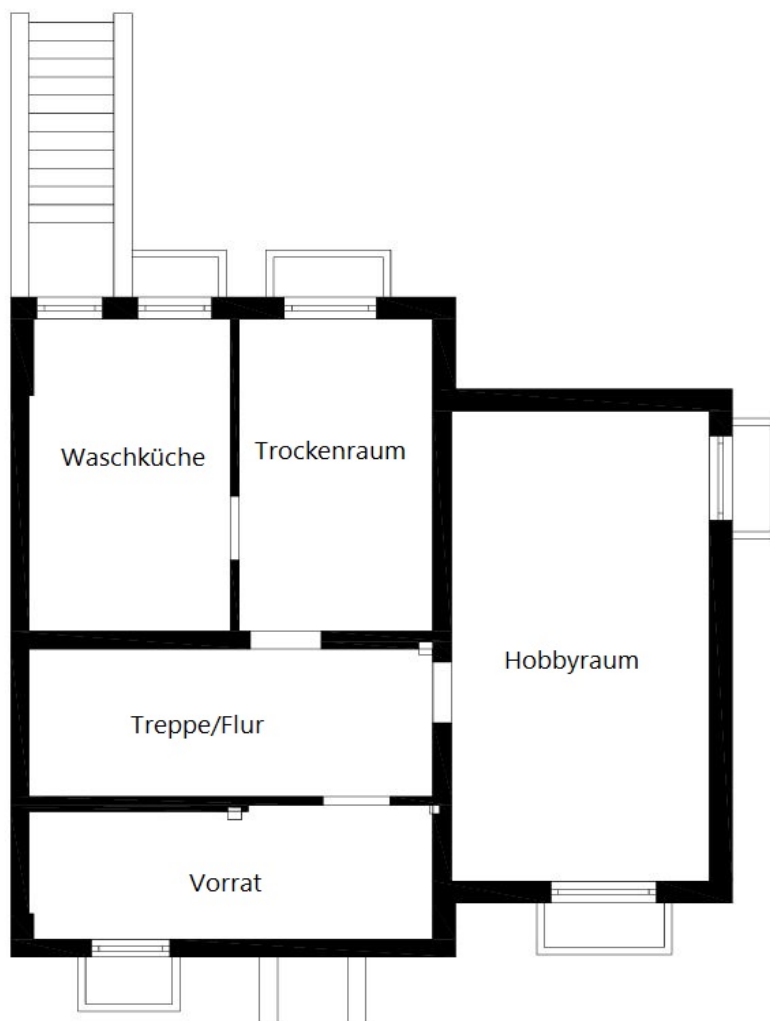 Waschküche
Trockenraum
Hobbyraum
Treppe/Flur
Vorrat